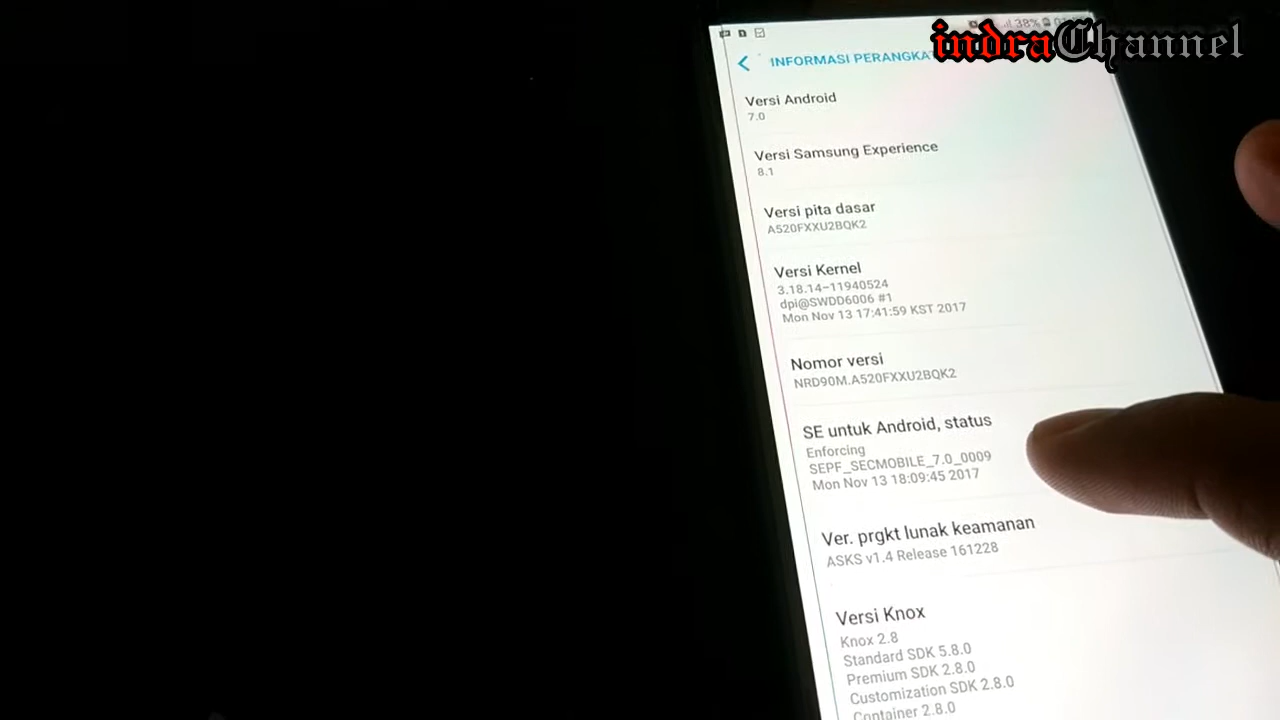 38%
indraChannel
INFORMASI PERANGKAT
Versi Android
7.0
Versi Samsung Experience
8.1
Versi pita dasar
A520FXXU2BQK2
Versi Kernel
3.18.14-11940524
dpi@SWDD6006 #1
Mon Nov 13 17:41:59 KST 2017
Nomor versi
NRD90M.A520FXXU2BQK2
SE untuk Android, status
Enforcing
SEPF_SECMOBILE_7.0_0009
Mon Nov 13 18:09:45 2017
Ver. prgkt lunak keamanan
ASKS v1.4 Release 161228
Versi Knox
Knox 2.8
Standard SDK 5.8.0
Premium SDK 2.8.0
Customization SDK 2.8.0
Container 2.8.0